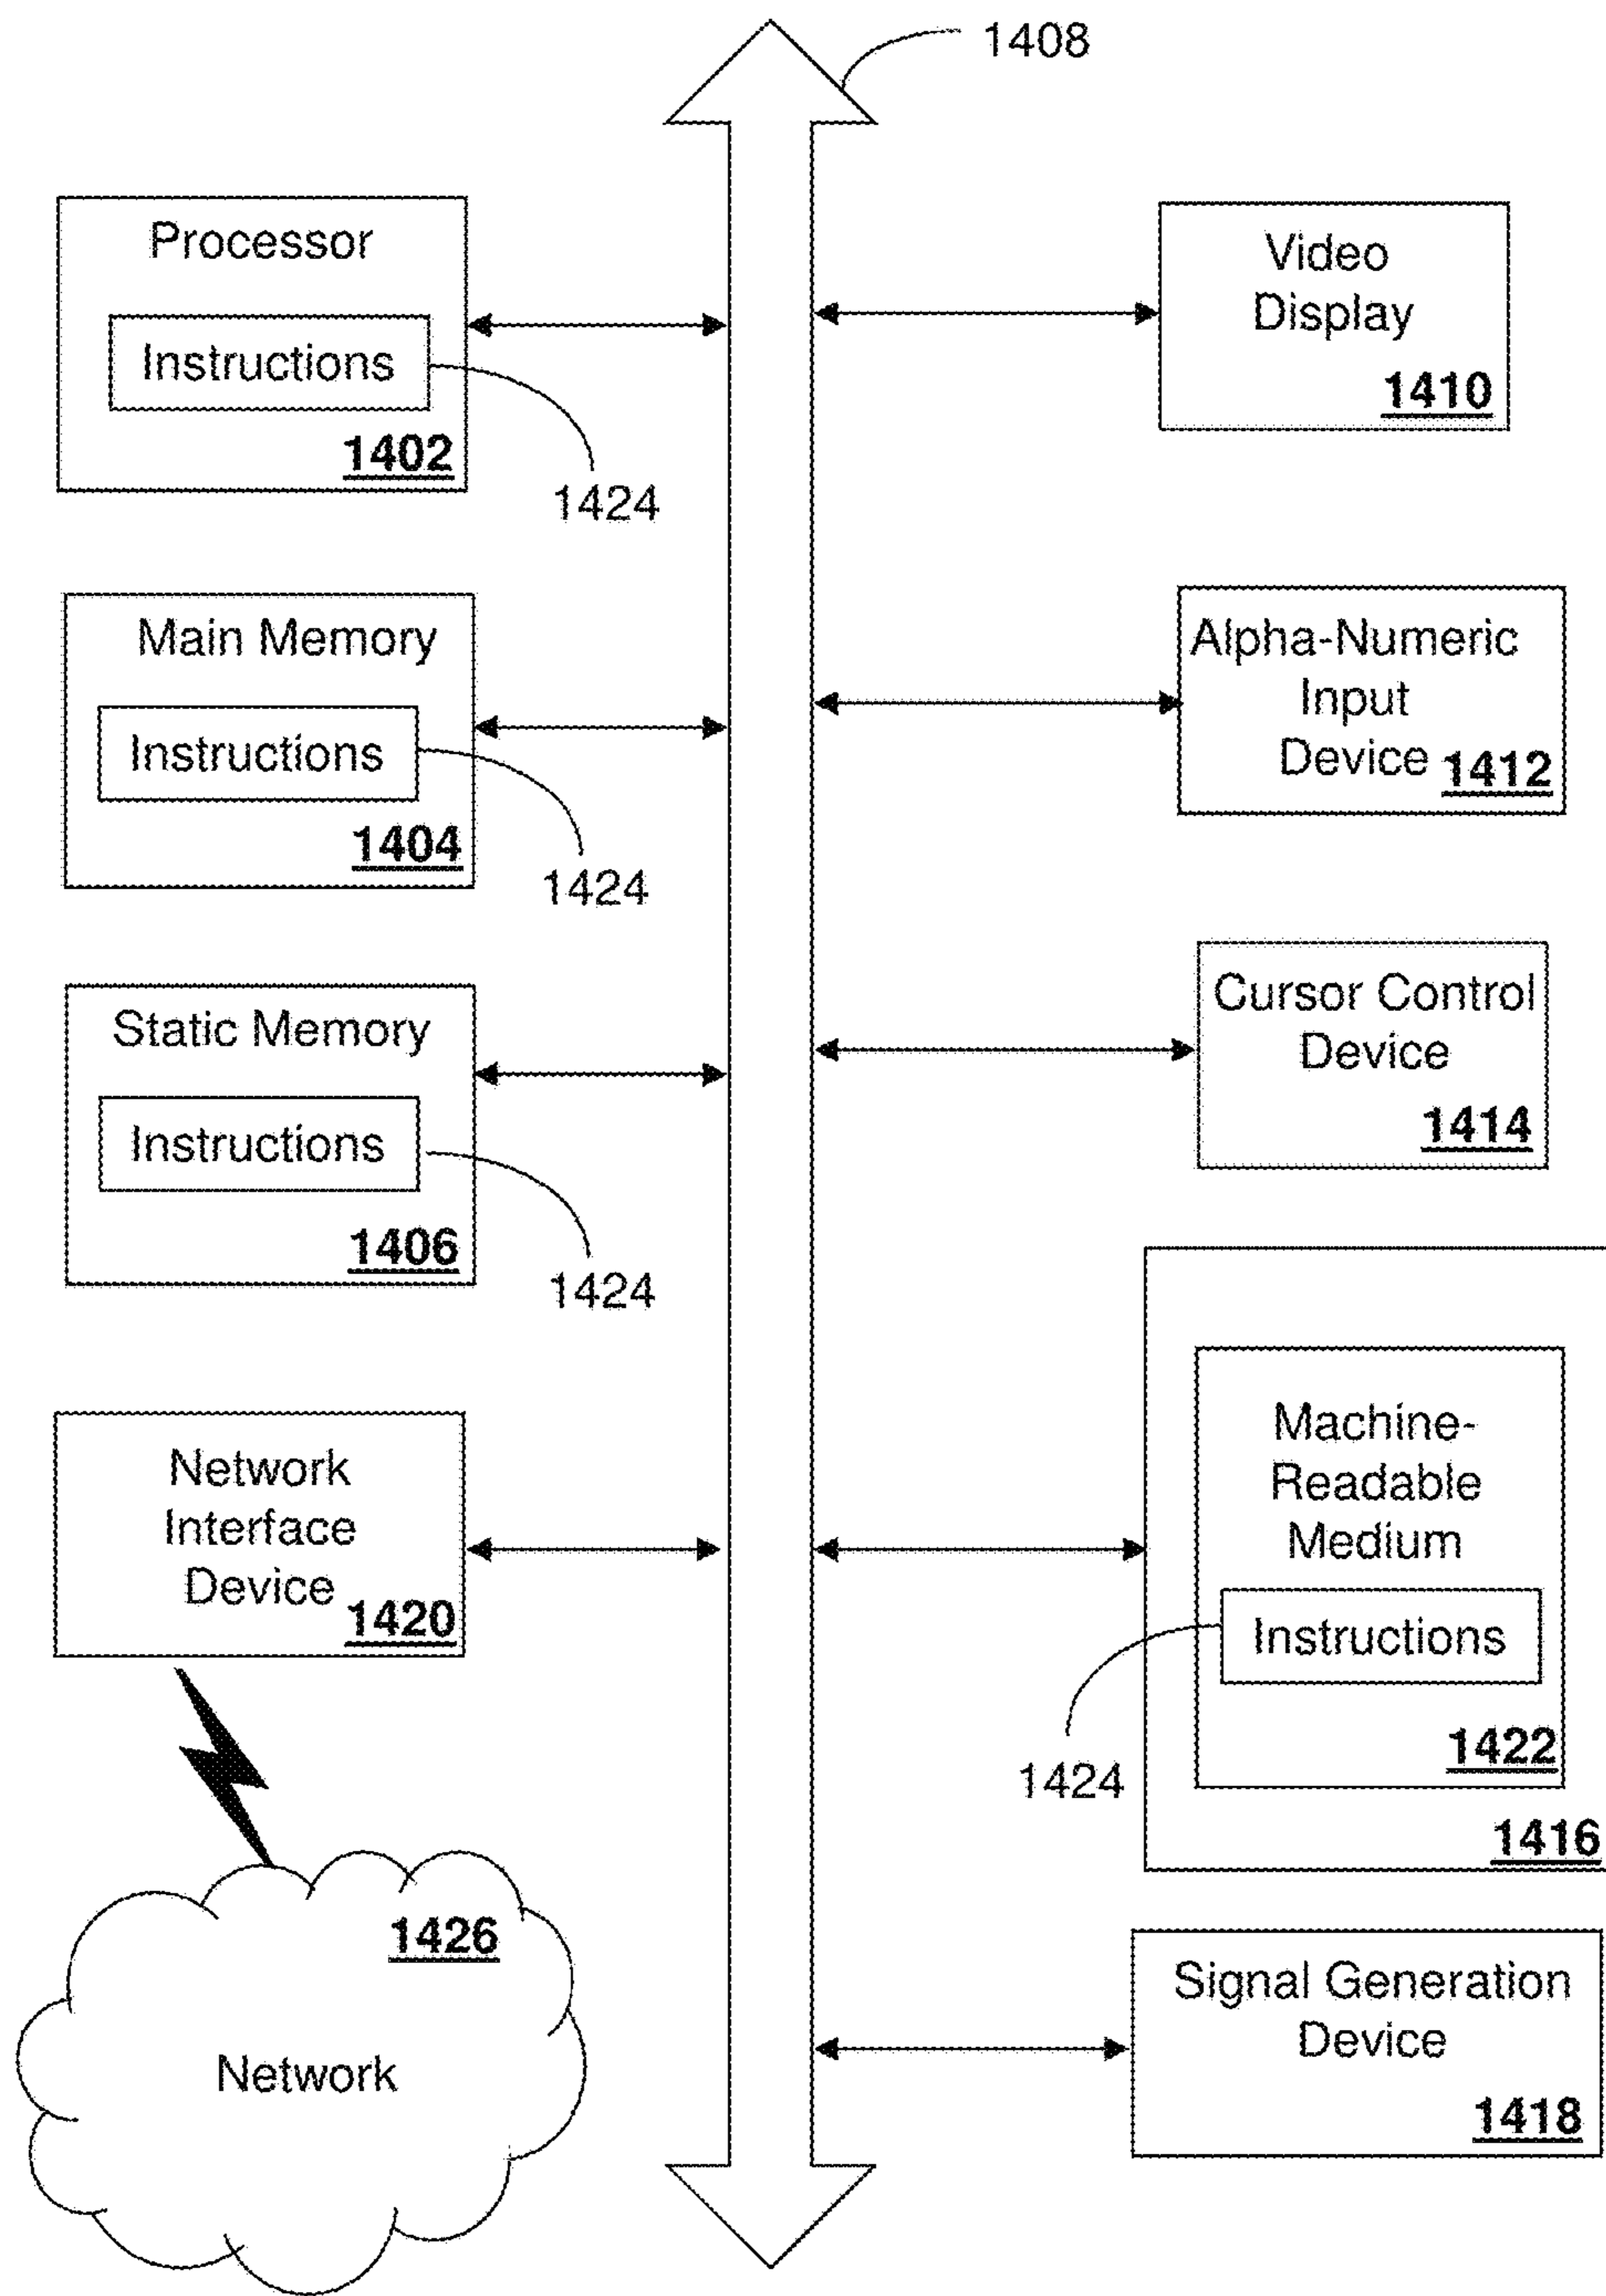 1408
Processor
Instructions
1402
1424
Main Memory
Instructions
1404
1424
Static Memory
Instructions
1406
1424
Network
Interface
Device
1420
1426
Network
Video
Display
1410
Alpha-Numeric
Input
Device 1412
Cursor Control
Device
1414
Machine-
Readable
Medium
Instructions
1422
1424
1416
Signal Generation
Device
1418